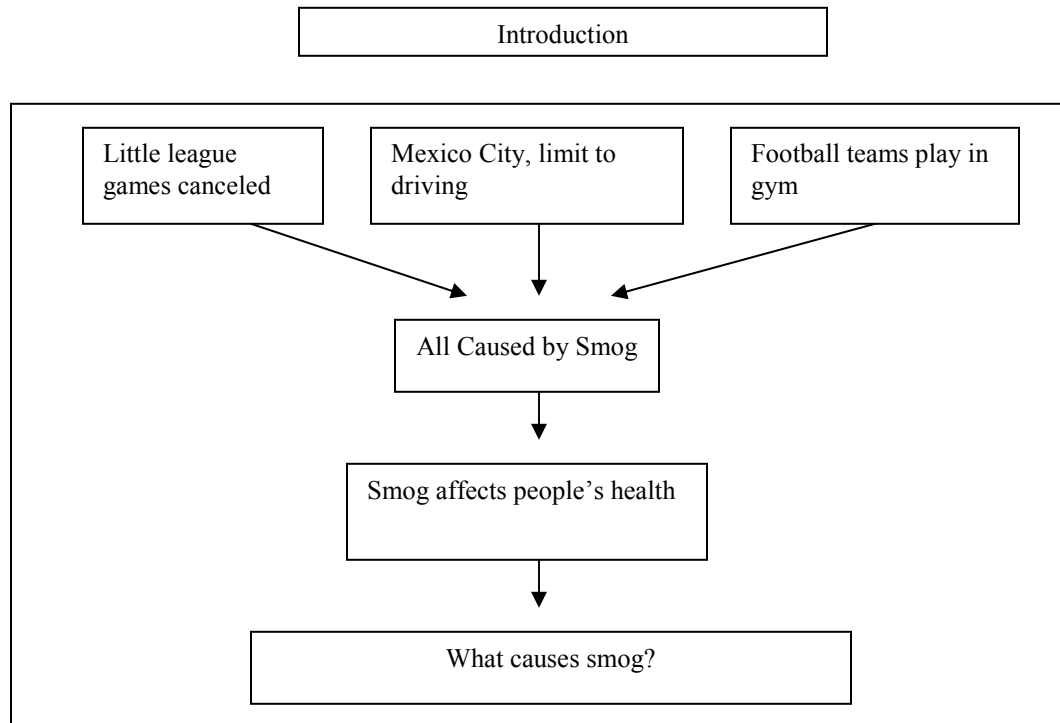 Introduction
Little league
games canceled
Mexico City, limit to
driving
Football teams play in
gym
All Caused by Smog
Smog affects people’s health
What causes smog?